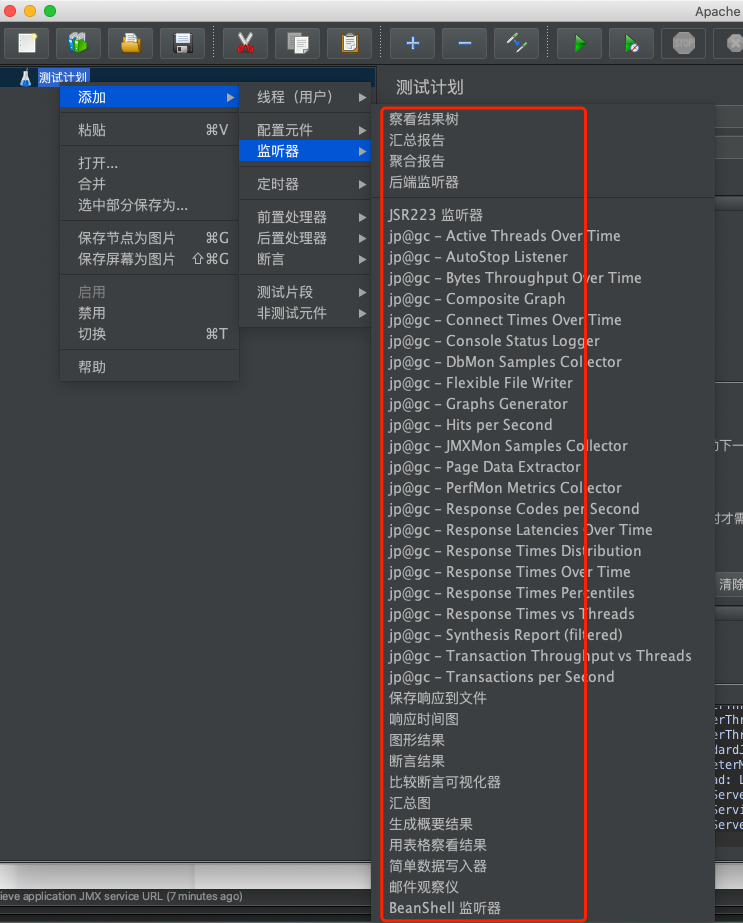 Apache
STOP
测试计划
测试计划
添加
粘贴 ⌘V
打开...
合并
选中部分保存为...
保存节点为图片 ⌘G
保存屏幕为图片 ⇧⌘G
启用
禁用
切换 ⌘T
帮助
线程（用户）
配置元件
监听器
定时器
前置处理器
后置处理器
断言
测试片段
非测试元件
察看结果树
汇总报告
聚合报告
后端监听器
JSR223 监听器
jp@gc - Active Threads Over Time
jp@gc - AutoStop Listener
jp@gc - Bytes Throughput Over Time
jp@gc - Composite Graph
jp@gc - Connect Times Over Time
jp@gc - Console Status Logger
jp@gc - DbMon Samples Collector
jp@gc - Flexible File Writer
jp@gc - Graphs Generator
jp@gc - Hits per Second
jp@gc - JMXMon Samples Collector
jp@gc - Page Data Extractor
jp@gc - PerfMon Metrics Collector
jp@gc - Response Codes per Second
jp@gc - Response Latencies Over Time
jp@gc - Response Times Distribution
jp@gc - Response Times Over Time
jp@gc - Response Times Percentiles
jp@gc - Response Times vs Threads
jp@gc - Synthesis Report (filtered)
jp@gc - Transaction Throughput vs Threads
jp@gc - Transactions per Second
保存响应到文件
响应时间图
图形结果
断言结果
比较断言可视化器
汇总图
生成概要结果
用表格察看结果
简单数据写入器
邮件观察仪
BeanShell 监听器
下一
时才需
清除
erThr
erThr
dardJ
eterM
ad: L
Serve
Servi
Serve
ieve application JMX service URL (7 minutes ago)